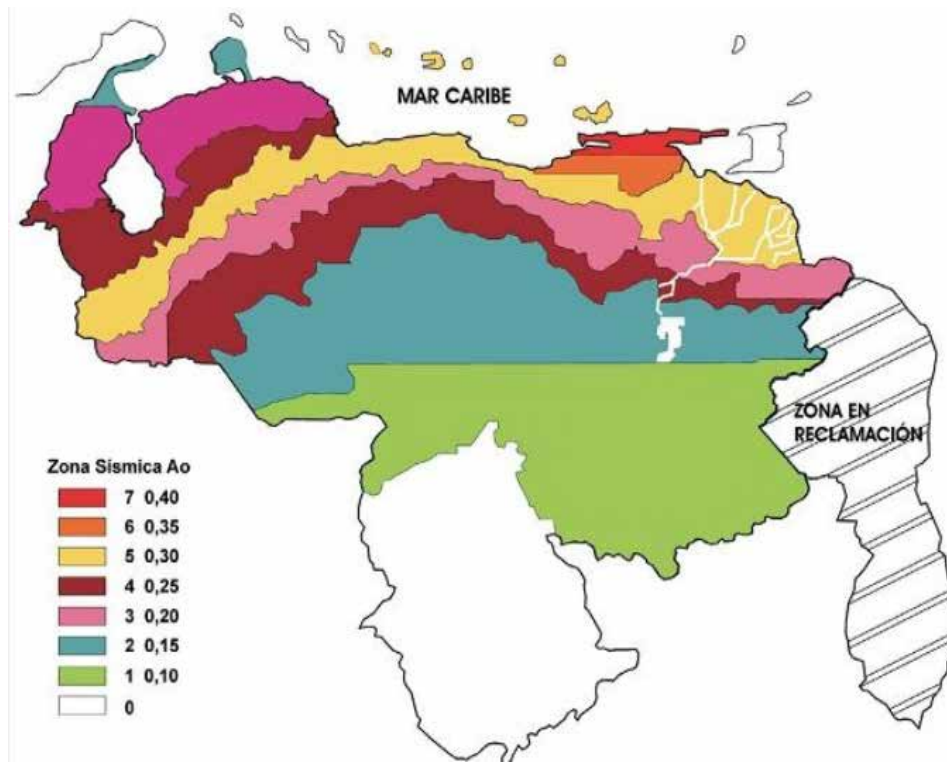 MAR CARIBE
ZONA EN
RECLAMACIÓN
Zona Sísmica Ao
7 0,40
6 0,35
5 0,30
4 0,25
3 0,20
2 0,15
1 0,10
0